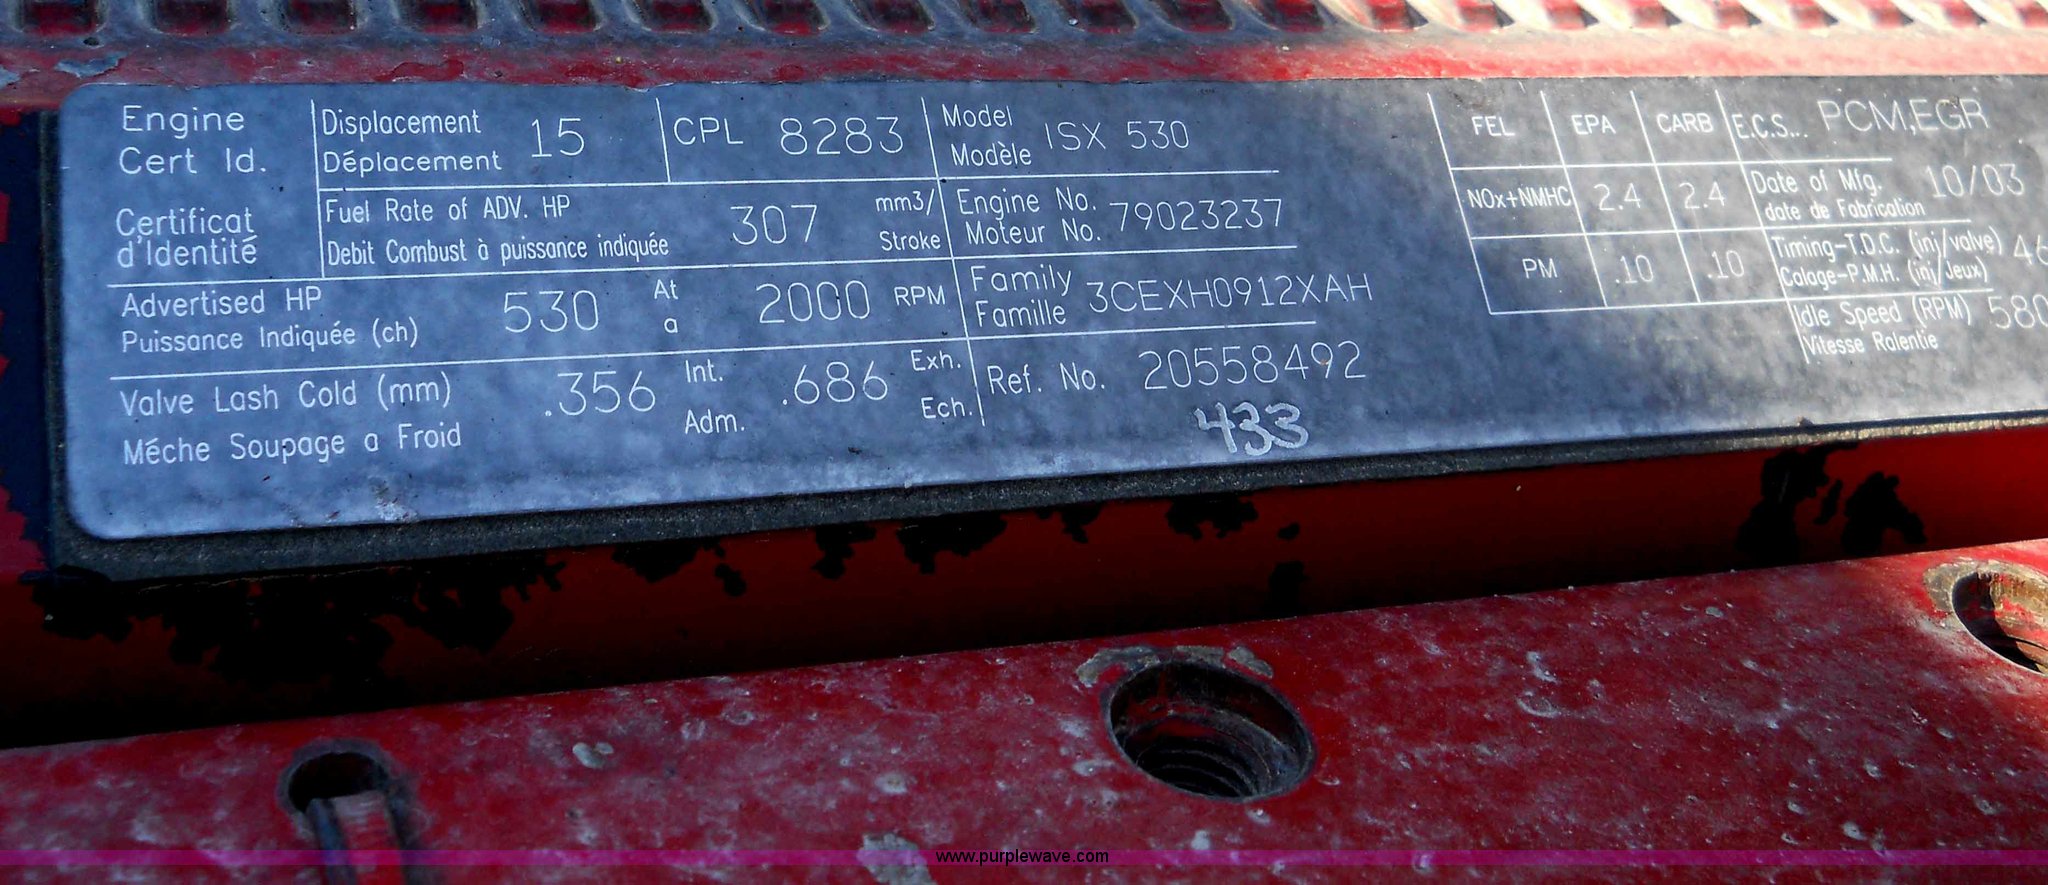 Engine
Cert Id.
Certificat
d'Identité
Displacement
Déplacement
15
CPL 8283
Model
Modèle
ISX 530
Fuel Rate of ADV. HP
Debit Combust à puissance indiquée
307
mm3/
Stroke
Engine No.
Moteur No.
79023237
Advertised HP
Puissance Indiquée (ch)
530
At
a
2000 RPM
Family
Famille
3CEXH0912XAH
Valve Lash Cold (mm)
Méche Soupage a Froid
.356
Int.
Adm.
.686
Exh.
Ech.
Ref. No. 20558492
433
FEL EPA CARB
NOx+NMHC 2.4 2.4
PM .10 .10
E.C.S... PCM,EGR
Date of Mfg.
date de Fabrication
10/03
Timing-T.D.C. (inj/valve)
Calage-P.M.H. (inj/Jeux)
46
Idle Speed (RPM)
Vitesse Ralentie
580
www.purplewave.com